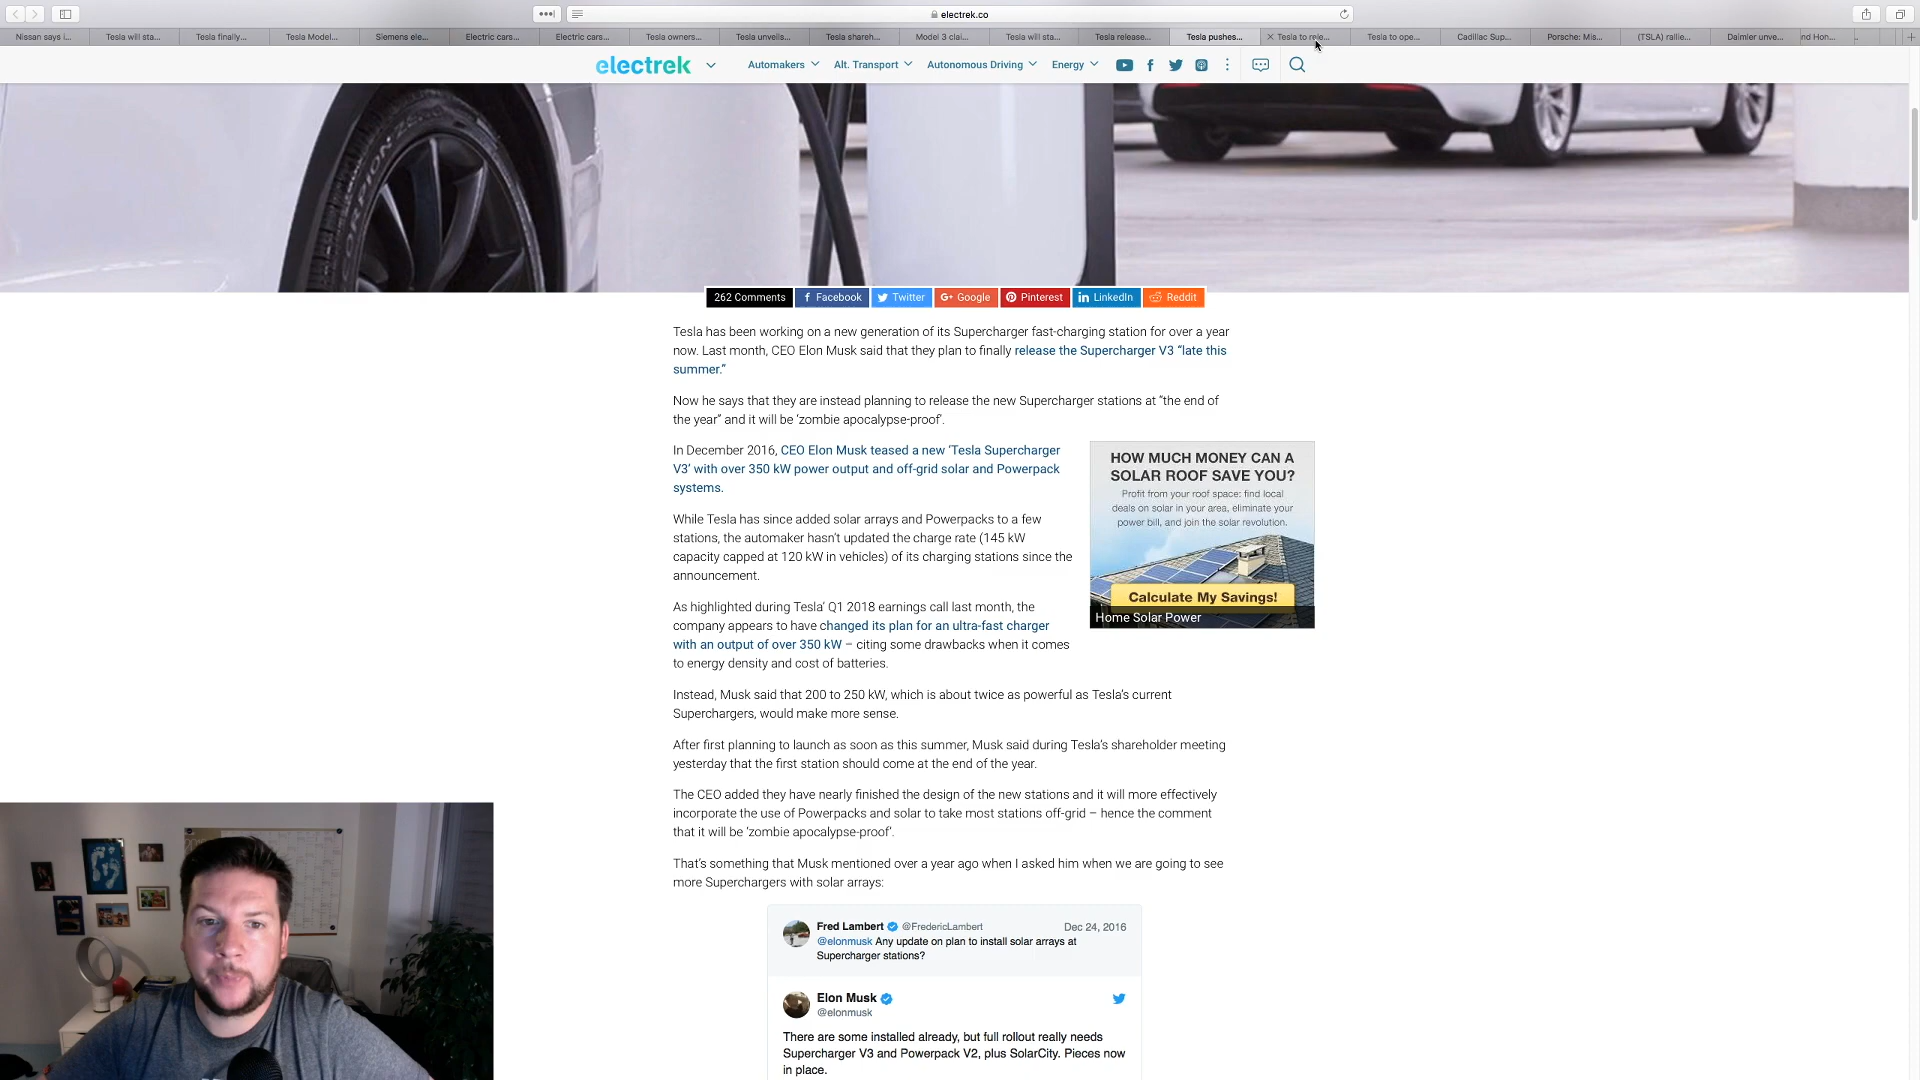 electrek.co
Nissan says i...
Tesla will sta...
Tesla finally...
Tesla Model...
Siemens ele...
Electric cars...
Electric cars...
Tesla owners...
Tesla unveils...
Tesla shareh...
Model 3 clai...
Tesla will sta...
Tesla release...
Tesla pushes...
Tesla to rele...
Tesla to ope...
Cadillac Sup...
Porsche: Mis...
(TSLA) rallie...
Daimler unve...
nd Hon...
electrek
Automakers
Alt. Transport
Autonomous Driving
Energy
262 Comments
Facebook
Twitter
G+ Google
Pinterest
LinkedIn
Reddit
Tesla has been working on a new generation of its Supercharger fast-charging station for over a year
now. Last month, CEO Elon Musk said that they plan to finally release the Supercharger V3 “late this
summer.”
Now he says that they are instead planning to release the new Supercharger stations at “the end of
the year” and it will be ‘zombie apocalypse-proof’.
In December 2016, CEO Elon Musk teased a new ‘Tesla Supercharger
V3’ with over 350 kW power output and off-grid solar and Powerpack
systems.
While Tesla has since added solar arrays and Powerpacks to a few
stations, the automaker hasn’t updated the charge rate (145 kW
capacity capped at 120 kW in vehicles) of its charging stations since the
announcement.
As highlighted during Tesla’ Q1 2018 earnings call last month, the
company appears to have changed its plan for an ultra-fast charger
with an output of over 350 kW – citing some drawbacks when it comes
to energy density and cost of batteries.
HOW MUCH MONEY CAN A
SOLAR ROOF SAVE YOU?
Profit from your roof space: find local
deals on solar in your area, eliminate your
power bill, and join the solar revolution.
Calculate My Savings!
Home Solar Power
Instead, Musk said that 200 to 250 kW, which is about twice as powerful as Tesla’s current
Superchargers, would make more sense.
After first planning to launch as soon as this summer, Musk said during Tesla’s shareholder meeting
yesterday that the first station should come at the end of the year.
The CEO added they have nearly finished the design of the new stations and it will more effectively
incorporate the use of Powerpacks and solar to take most stations off-grid – hence the comment
that it will be ‘zombie apocalypse-proof’.
That’s something that Musk mentioned over a year ago when I asked him when we are going to see
more Superchargers with solar arrays:
Fred Lambert @FredericLambert Dec 24, 2016
@elonmusk Any update on plan to install solar arrays at
Supercharger stations?
Elon Musk
@elonmusk
There are some installed already, but full rollout really needs
Supercharger V3 and Powerpack V2, plus SolarCity. Pieces now
in place.